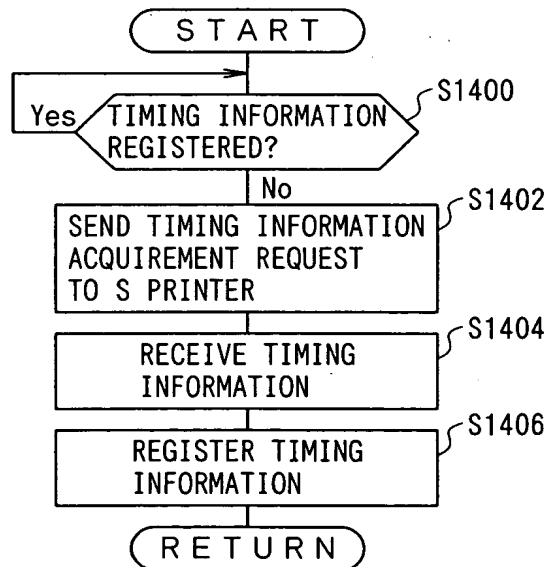 START
S1400
Yes
TIMING INFORMATION
REGISTERED?
No
S1402
SEND TIMING INFORMATION
ACQUIREMENT REQUEST
TO S PRINTER
S1404
RECEIVE TIMING
INFORMATION
S1406
REGISTER TIMING
INFORMATION
RETURN